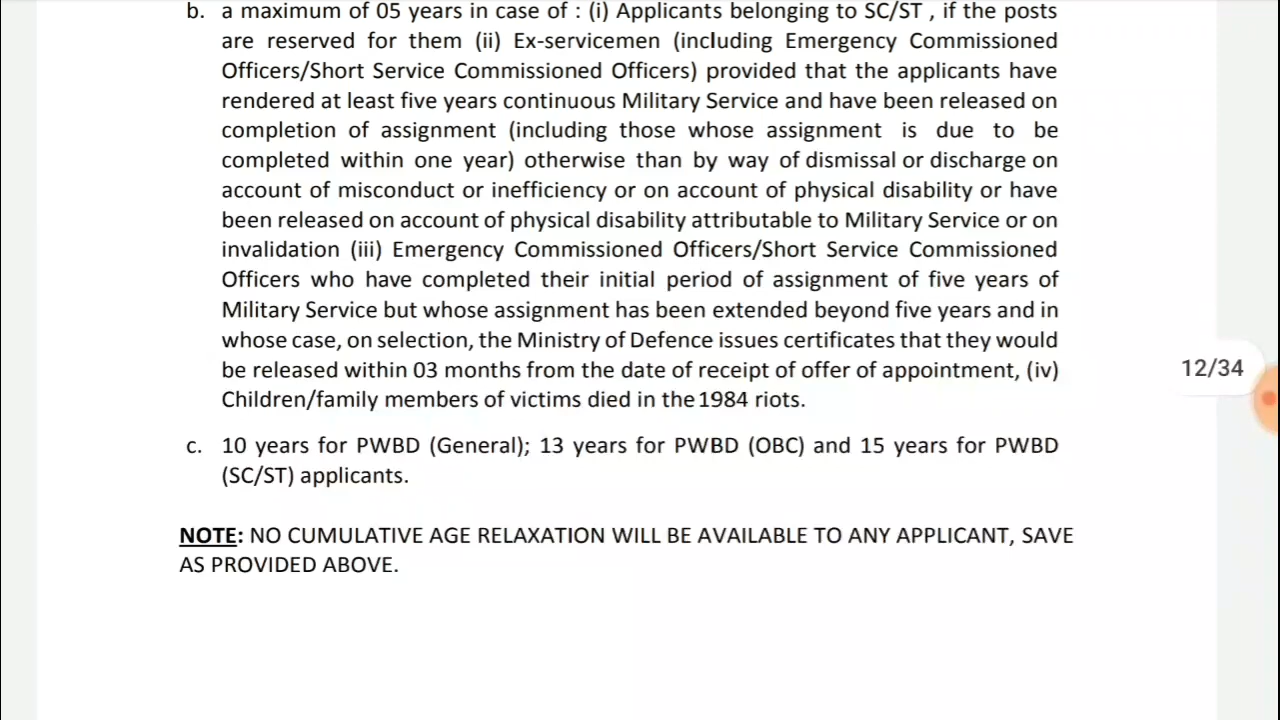 b. a maximum of 05 years in case of : (i) Applicants belonging to SC/ST , if the posts
are reserved for them (ii) Ex-servicemen (including Emergency Commissioned
Officers/Short Service Commissioned Officers) provided that the applicants have
rendered at least five years continuous Military Service and have been released on
completion of assignment (including those whose assignment is due to be
completed within one year) otherwise than by way of dismissal or discharge on
account of misconduct or inefficiency or on account of physical disability or have
been released on account of physical disability attributable to Military Service or on
invalidation (iii) Emergency Commissioned Officers/Short Service Commissioned
Officers who have completed their initial period of assignment of five years of
Military Service but whose assignment has been extended beyond five years and in
whose case, on selection, the Ministry of Defence issues certificates that they would
be released within 03 months from the date of receipt of offer of appointment, (iv)
12/34
Children/family members of victims died in the 1984 riots.
c. 10 years for PWBD (General); 13 years for PWBD (OBC) and 15 years for PWBD
(SC/ST) applicants.
NOTE: NO CUMULATIVE AGE RELAXATION WILL BE AVAILABLE TO ANY APPLICANT, SAVE
AS PROVIDED ABOVE.